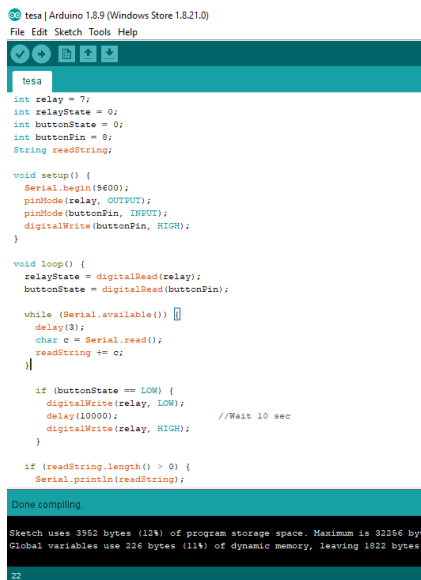 tesa | Arduino 1.8.9 (Windows Store 1.8.21.0)
File Edit Sketch Tools Help
tesa
int relay = 7;
int relayState = 0;
int buttonState = 0;
int buttonPin = 8;
String readString;
void setup() {
  Serial.begin(9600);
  pinMode(relay, OUTPUT);
  pinMode(buttonPin, INPUT);
  digitalWrite(buttonPin, HIGH);
}
void loop() {
  relayState = digitalRead(relay);
  buttonState = digitalRead(buttonPin);
  while (Serial.available()) {
    delay(3);
    char c = Serial.read();
    readString += c;
  }
    if (buttonState == LOW) {
      digitalWrite(relay, LOW);
      delay(10000);               //Wait 10 sec
      digitalWrite(relay, HIGH);
    }
  if (readString.length() > 0) {
    Serial.println(readString);
Done compiling.
Sketch uses 3952 bytes (12%) of program storage space. Maximum is 32256 by
Global variables use 226 bytes (11%) of dynamic memory, leaving 1822 bytes
22